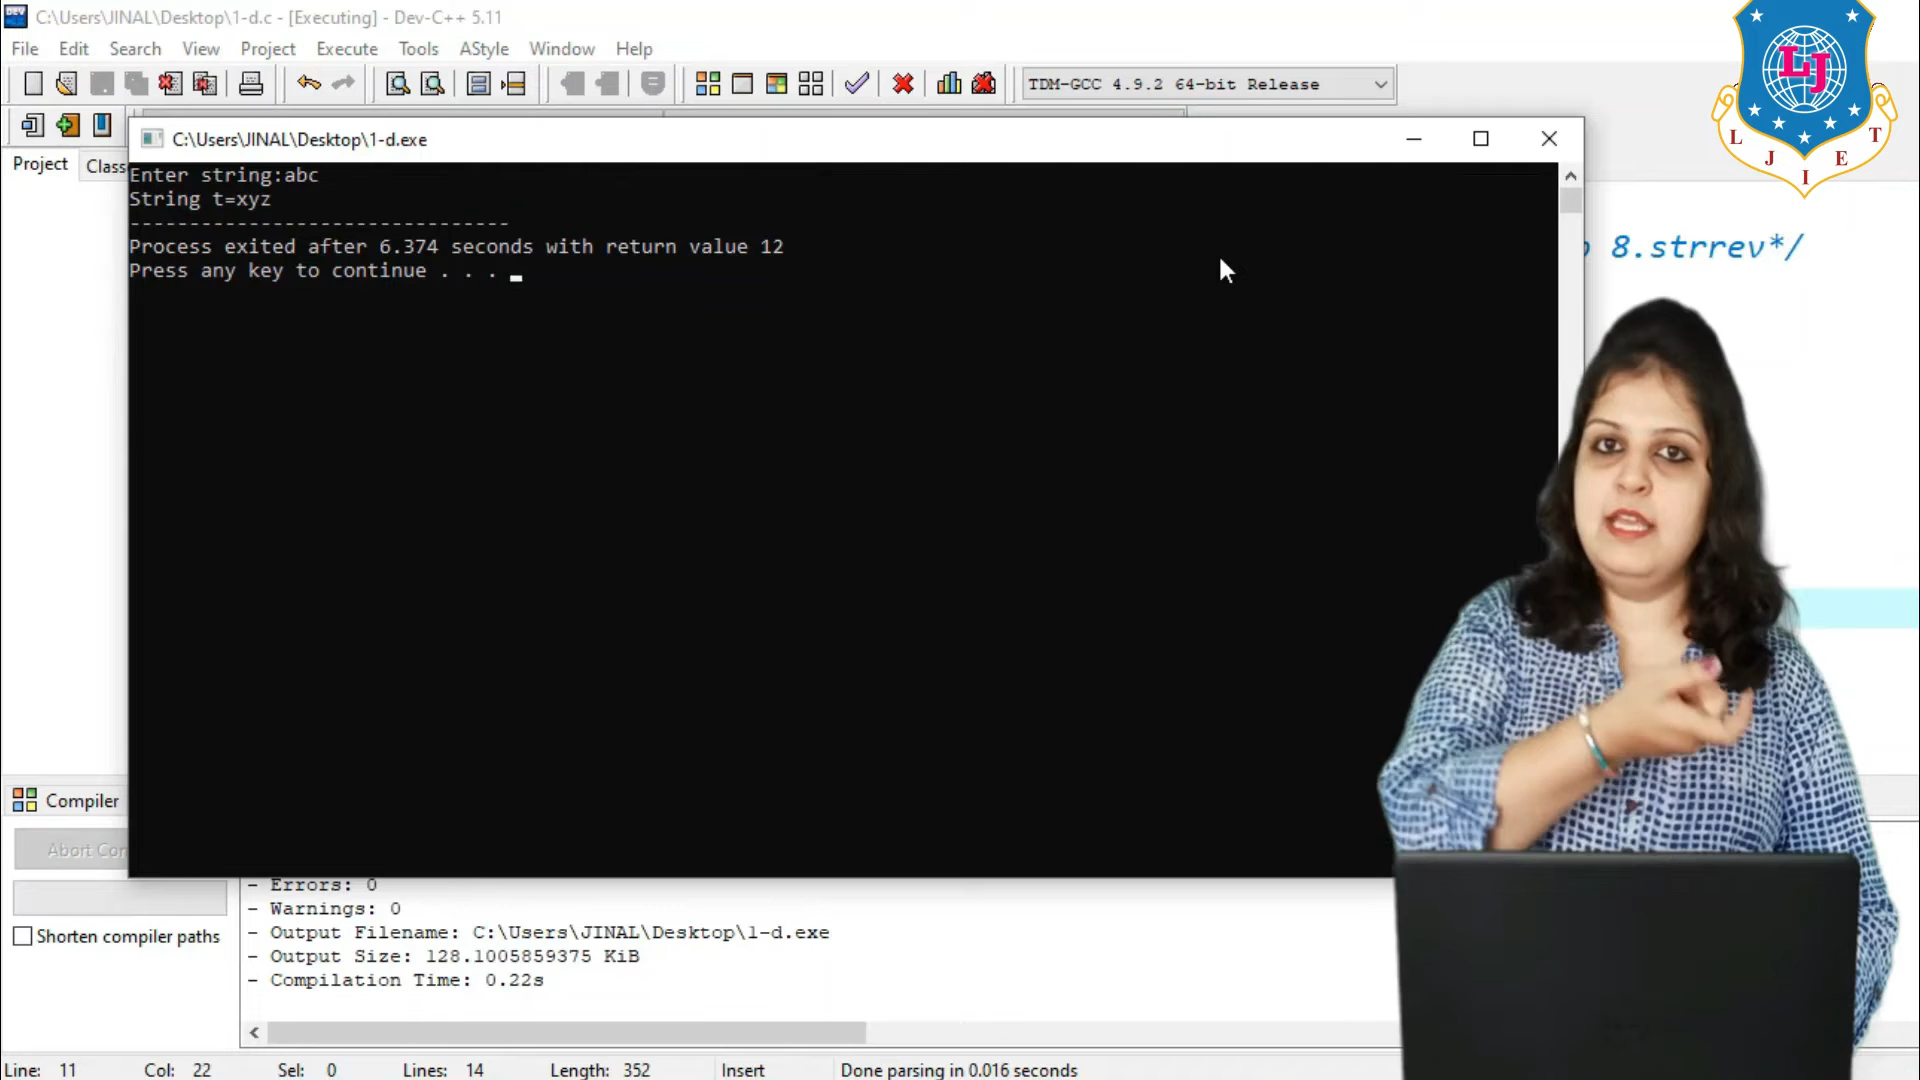 C:\Users\JINAL\Desktop\1-d.c - [Executing] - Dev-C++ 5.11
File Edit Search View Project Execute Tools AStyle Window Help
TDM-GCC 4.9.2 64-bit Release
LJ
L J I E T
Project Classe
C:\Users\JINAL\Desktop\1-d.exe
Enter string:abc
String t=xyz
--------------------------------
Process exited after 6.374 seconds with return value 12
Press any key to continue . . .
8.strrev*/
Compiler
Abort Con
- Errors: 0
- Warnings: 0
- Output Filename: C:\Users\JINAL\Desktop\1-d.exe
- Output Size: 128.1005859375 KiB
- Compilation Time: 0.22s
Shorten compiler paths
Line: 11 Col: 22 Sel: 0 Lines: 14 Length: 352 Insert Done parsing in 0.016 seconds